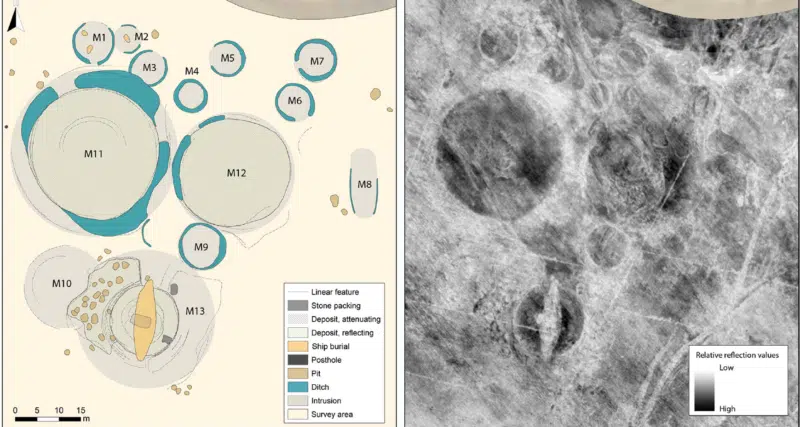 M1
M2
M3
M4
M5
M7
M6
M11
M12
M8
M9
M10
M13
Linear feature
Stone packing
Deposit, attenuating
Deposit, reflecting
Ship burial
Posthole
Pit
Ditch
Intrusion
Survey area
0 5 10 15
m
Relative reflection values
Low
High